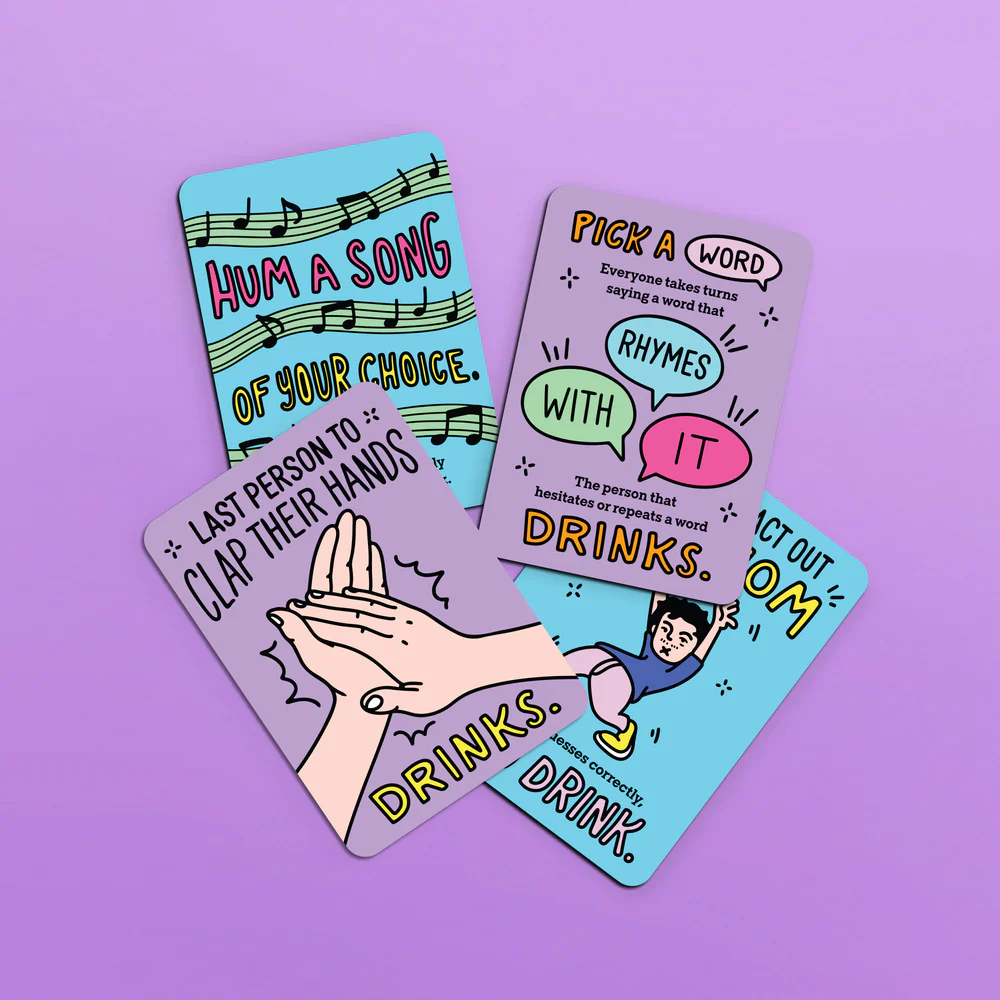 HUM A SONG
OF YOUR CHOICE.
PICK A WORD
Everyone takes turns
saying a word that
RHYMES
WITH
IT
The person that
hesitates or repeats a word
DRINKS.
LAST PERSON TO
CLAP THEIR HANDS
DRINKS.
ACT OUT
correctly,
DRINK.